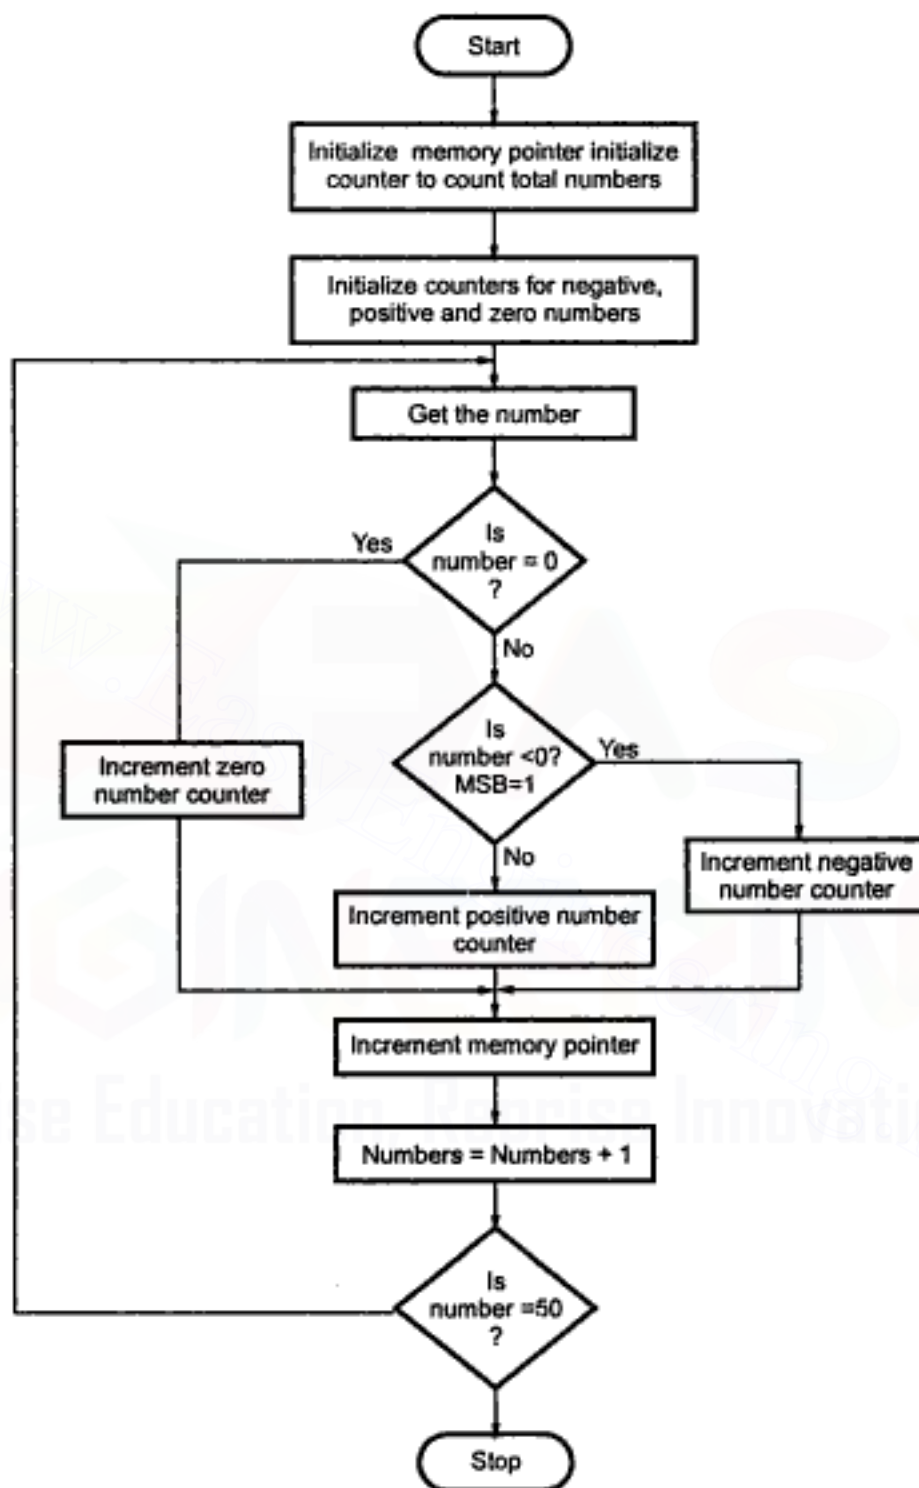 Start
Initialize memory pointer initialize
counter to count total numbers
Initialize counters for negative,
positive and zero numbers
Get the number
Is
number = 0
?
Yes
No
Is
number <0?
MSB=1
Yes
No
Increment zero
number counter
Increment negative
number counter
Increment positive number
counter
Increment memory pointer
Numbers = Numbers + 1
Is
number =50
?
Stop